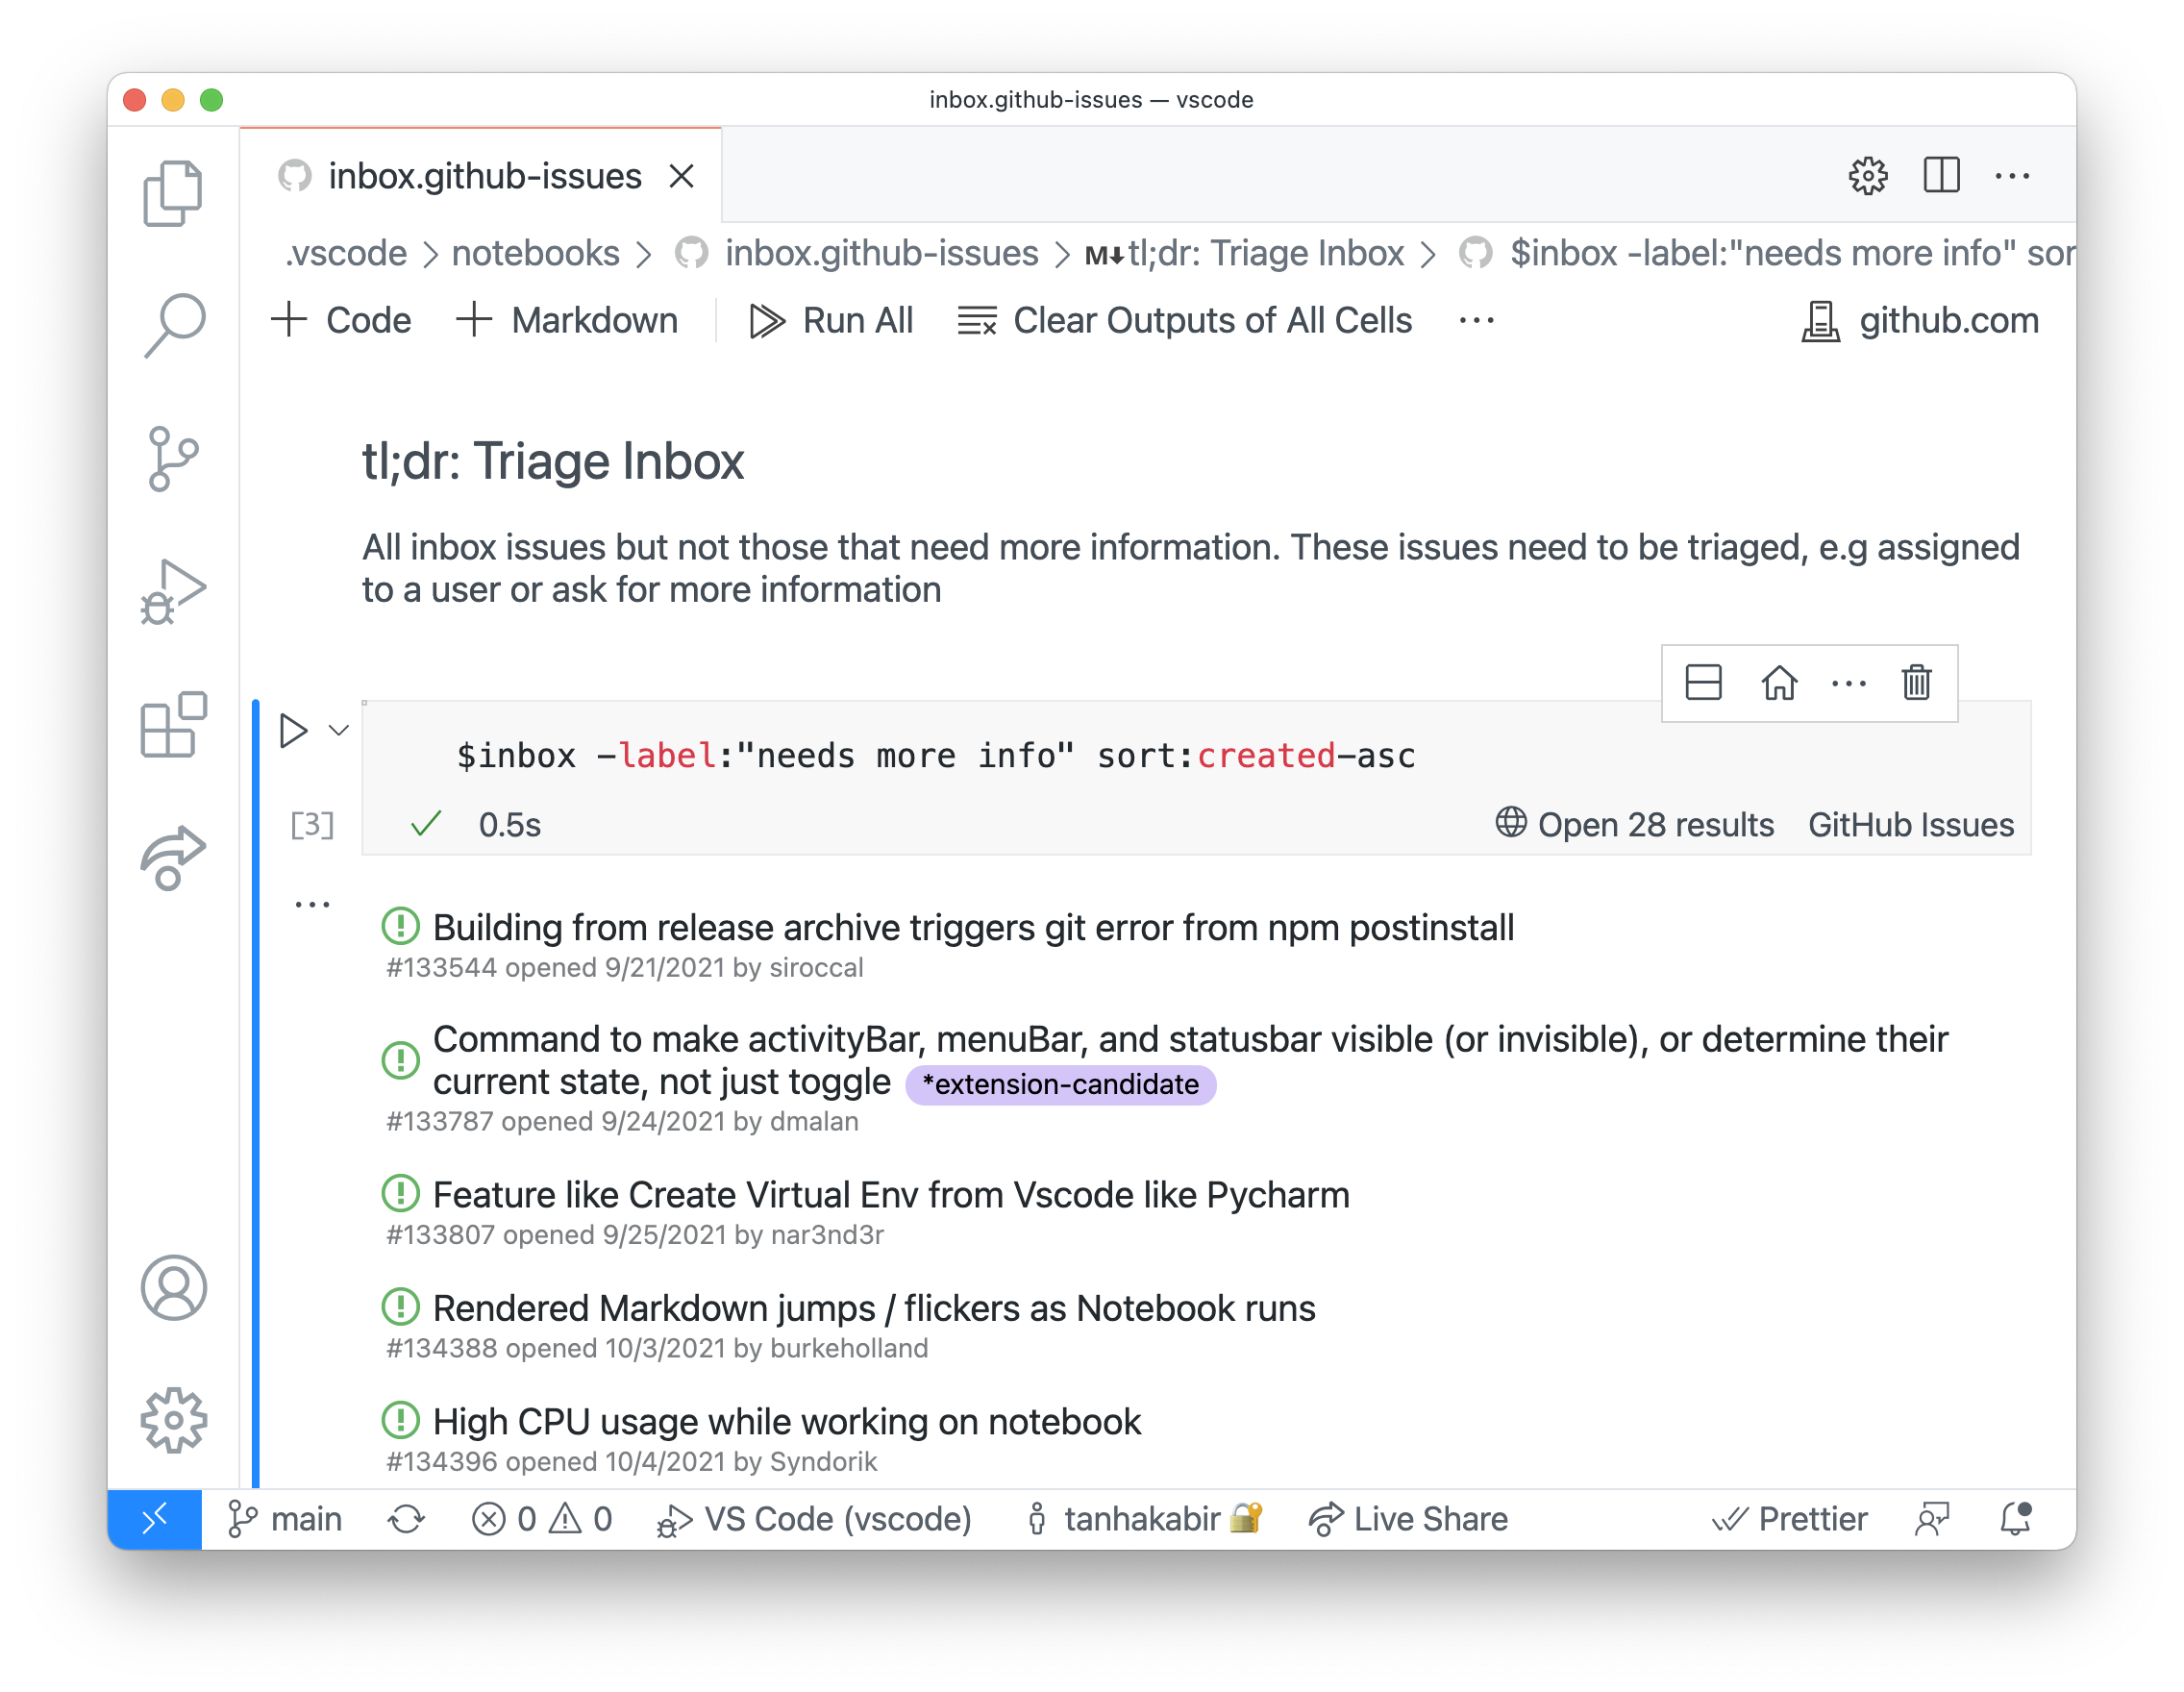 inbox.github-issues — vscode
inbox.github-issues
.vscode > notebooks > inbox.github-issues > M↓tl;dr: Triage Inbox > $inbox -label:"needs more info" sor
+ Code + Markdown Run All Clear Outputs of All Cells ··· github.com
tl;dr: Triage Inbox
All inbox issues but not those that need more information. These issues need to be triaged, e.g assigned
to a user or ask for more information
$inbox -label:"needs more info" sort:created-asc
[3] 0.5s Open 28 results GitHub Issues
Building from release archive triggers git error from npm postinstall
#133544 opened 9/21/2021 by siroccal
Command to make activityBar, menuBar, and statusbar visible (or invisible), or determine their
current state, not just toggle *extension-candidate
#133787 opened 9/24/2021 by dmalan
Feature like Create Virtual Env from Vscode like Pycharm
#133807 opened 9/25/2021 by nar3nd3r
Rendered Markdown jumps / flickers as Notebook runs
#134388 opened 10/3/2021 by burkeholland
High CPU usage while working on notebook
#134396 opened 10/4/2021 by Syndorik
main 0 0 VS Code (vscode) tanhakabir🔐 Live Share Prettier